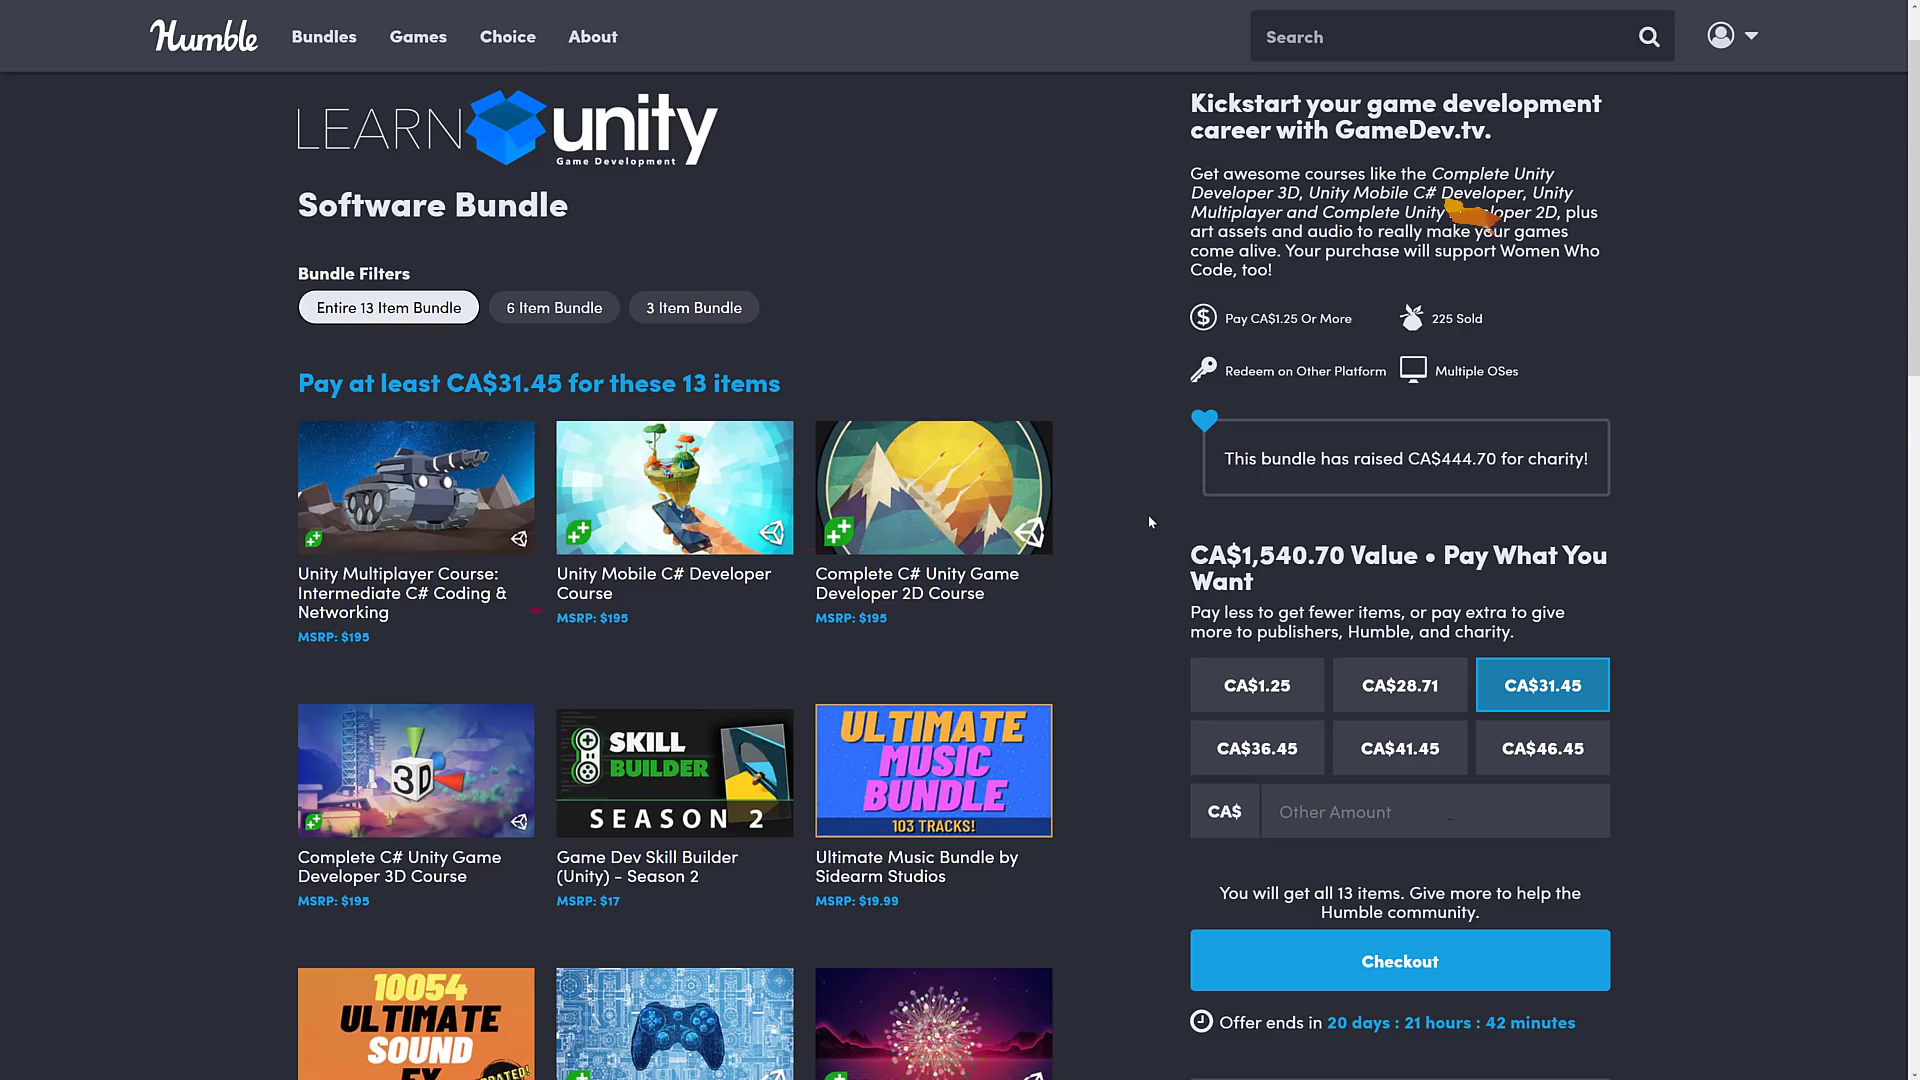 Humble
Bundles
Games
Choice
About
Search
LEARN unity
Game Development
Software Bundle
Bundle Filters
Entire 13 Item Bundle
6 Item Bundle
3 Item Bundle
Pay at least CA$31.45 for these 13 items
Unity Multiplayer Course:
Intermediate C# Coding &
Networking
MSRP: $195
Unity Mobile C# Developer
Course
MSRP: $195
Complete C# Unity Game
Developer 2D Course
MSRP: $195
3D
Complete C# Unity Game
Developer 3D Course
MSRP: $195
SKILL
BUILDER
SEASON 2
Game Dev Skill Builder
(Unity) - Season 2
MSRP: $17
ULTIMATE
MUSIC
BUNDLE
103 TRACKS!
Ultimate Music Bundle by
Sidearm Studios
MSRP: $19.99
10054
ULTIMATE
SOUND
FX
Kickstart your game development
career with GameDev.tv.
Get awesome courses like the Complete Unity
Developer 3D, Unity Mobile C# Developer, Unity
Multiplayer and Complete Unity oper 2D, plus
art assets and audio to really make your games
come alive. Your purchase will support Women Who
Code, too!
Pay CA$1.25 Or More
225 Sold
Redeem on Other Platform
Multiple OSes
This bundle has raised CA$444.70 for charity!
CA$1,540.70 Value • Pay What You
Want
Pay less to get fewer items, or pay extra to give
more to publishers, Humble, and charity.
CA$1.25
CA$28.71
CA$31.45
CA$36.45
CA$41.45
CA$46.45
CA$
Other Amount
You will get all 13 items. Give more to help the
Humble community.
Checkout
Offer ends in 20 days : 21 hours : 42 minutes